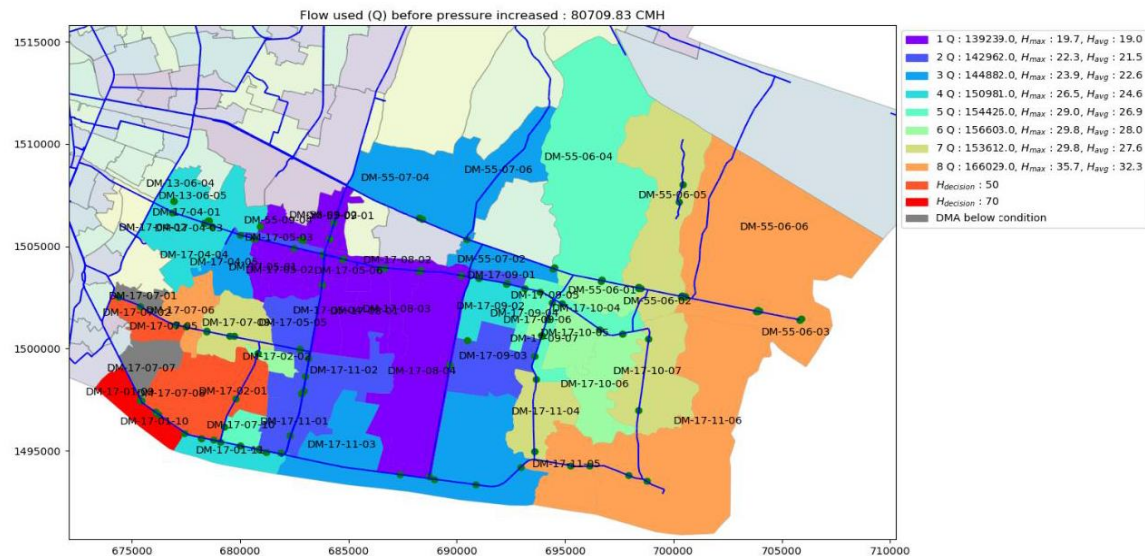 Flow used (Q) before pressure increased : 80709.83 CMH
1515000
1510000
1505000
1500000
1495000
675000 680000 685000 690000 695000 700000 705000 710000
1 Q : 139239.0, Hmax : 19.7, Havg : 19.0
2 Q : 142962.0, Hmax : 22.3, Havg : 21.5
3 Q : 144882.0, Hmax : 23.9, Havg : 22.6
4 Q : 150981.0, Hmax : 26.5, Havg : 24.6
5 Q : 154426.0, Hmax : 29.0, Havg : 26.9
6 Q : 156603.0, Hmax : 29.8, Havg : 28.0
7 Q : 153612.0, Hmax : 29.8, Havg : 27.6
8 Q : 166029.0, Hmax : 35.7, Havg : 32.3
Hdecision : 50
Hdecision : 70
DMA below condition
DM-13-06-04
DM-13-06-05
DM-17-04-01
DM-17-04-03
DM-17-04-04
DM-55-07-04
DM-55-07-06
DM-55-06-04
DM-55-06-05
DM-55-06-06
DM-17-05-03
DM-17-05-06
DM-17-08-02
DM-55-07-02
DM-17-09-01
DM-55-06-01
DM-55-06-02
DM-55-06-03
DM-17-07-01
DM-17-07-06
DM-17-07-05
DM-17-07-09
DM-17-05-05
DM-17-08-03
DM-17-09-02
DM-17-09-05
DM-17-09-04
DM-17-10-04
DM-17-09-06
DM-17-10-05
DM-17-09-07
DM-17-02-02
DM-17-09-03
DM-17-07-07
DM-17-11-02
DM-17-08-04
DM-17-10-06
DM-17-10-07
DM-17-02-01
DM-17-01-10
DM-17-07-10
DM-17-11-01
DM-17-11-04
DM-17-11-06
DM-17-11-03
DM-17-11-05